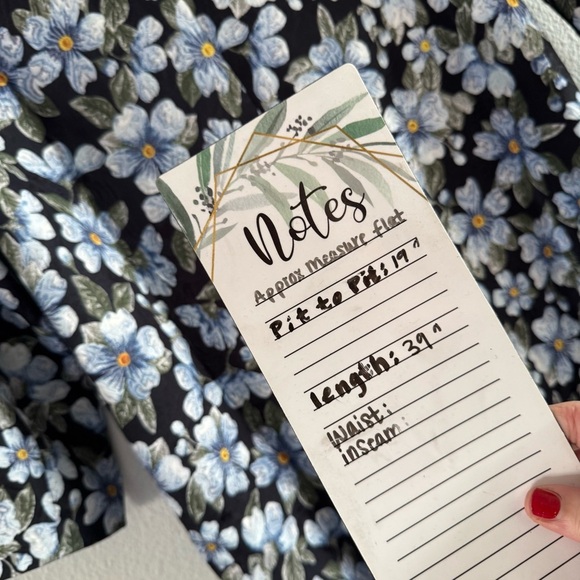 Notes
Approx measure flat
Pit to Pit: 19"
length: 39"
Waist:
inseam: